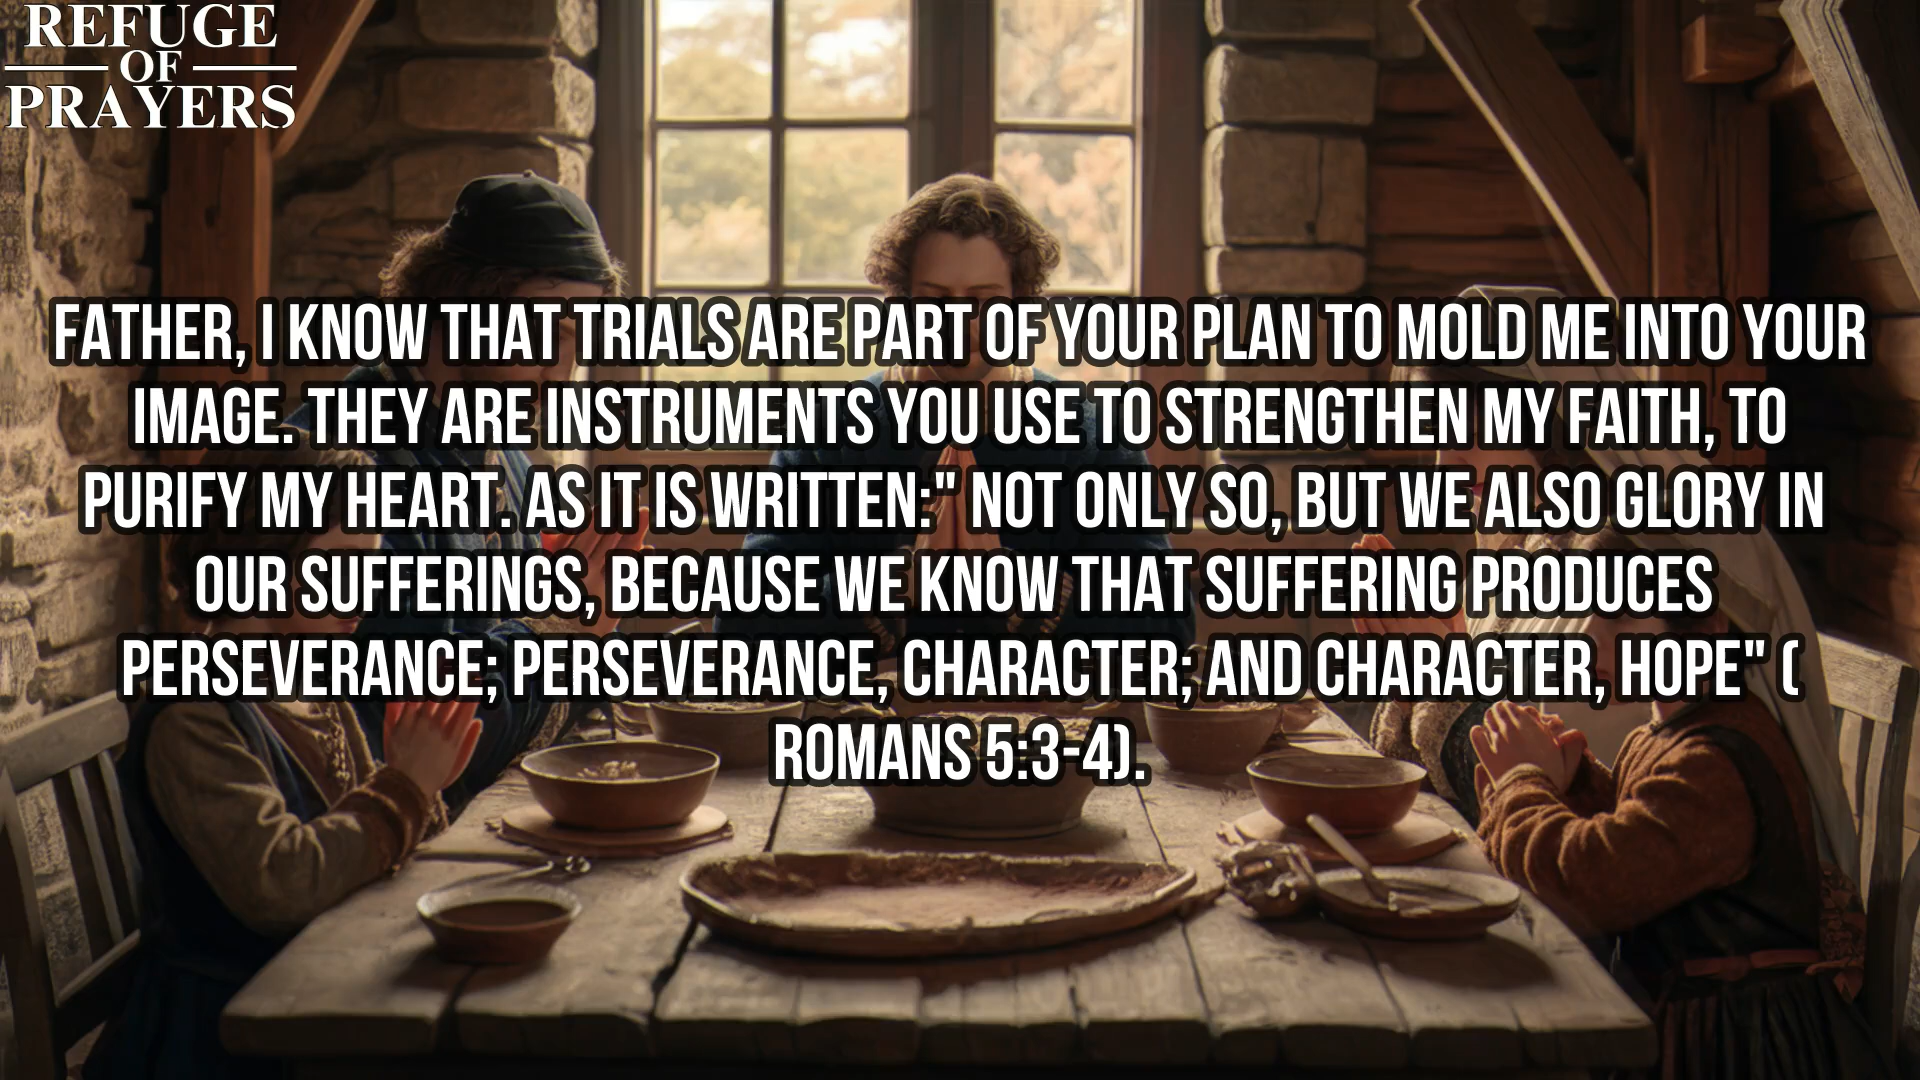 REFUGE
OF
PRAYERS
FATHER, I KNOW THAT TRIALS ARE PART OF YOUR PLAN TO MOLD ME INTO YOUR
IMAGE. THEY ARE INSTRUMENTS YOU USE TO STRENGTHEN MY FAITH, TO
PURIFY MY HEART. AS IT IS WRITTEN:" NOT ONLY SO, BUT WE ALSO GLORY IN
OUR SUFFERINGS, BECAUSE WE KNOW THAT SUFFERING PRODUCES
PERSEVERANCE; PERSEVERANCE, CHARACTER; AND CHARACTER, HOPE" (
ROMANS 5:3-4).